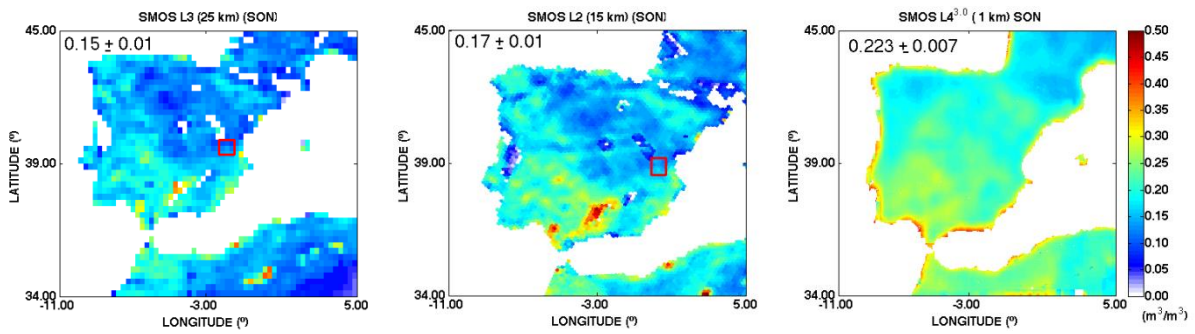 SMOS L3 (25 km) (SON)
45.00
0.15 ± 0.01
39.00
34.00
-11.00
-3.00
5.00
LATITUDE (º)
LONGITUDE (º)
SMOS L2 (15 km) (SON)
45.00
0.17 ± 0.01
39.00
34.00
-11.00
-3.00
5.00
LATITUDE (º)
LONGITUDE (º)
SMOS L4^3.0 ( 1 km) SON
45.00
0.223 ± 0.007
39.00
34.00
-11.00
-3.00
5.00
LATITUDE (º)
LONGITUDE (º)
0.50
0.45
0.40
0.35
0.30
0.25
0.20
0.15
0.10
0.05
0.00
(m³/m³)